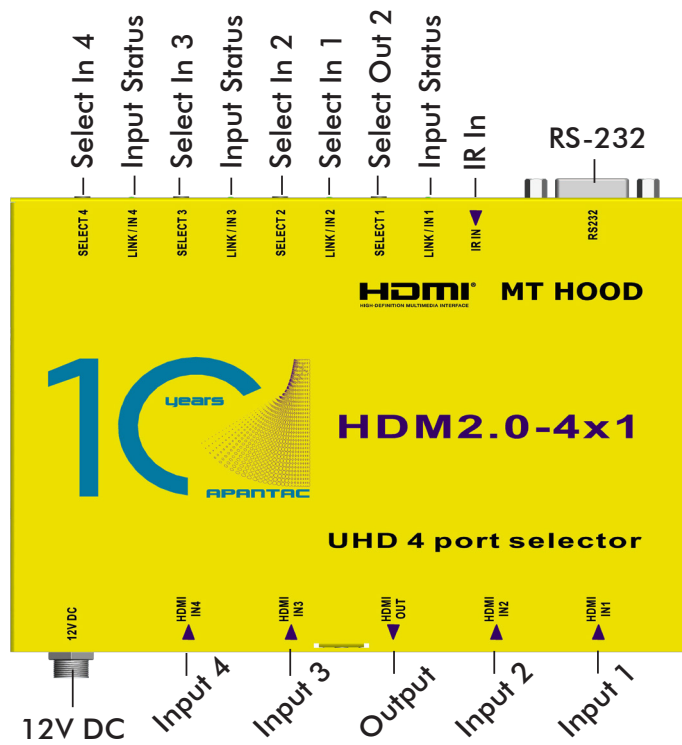 Select In 4
Input Status
Select In 3
Input Status
Select In 2
Select In 1
Select Out 2
Input Status
IR In
RS-232
SELECT 4
LINK / IN 4
SELECT 3
LINK / IN 3
SELECT 2
LINK / IN 2
SELECT 1
LINK / IN 1
IR IN
RS232
HDMI®
HIGH-DEFINITION MULTIMEDIA INTERFACE
MT HOOD
10
years
APANTAC
HDM2.0-4x1
UHD 4 port selector
12V DC
HDMI
IN4
HDMI
IN3
HDMI
OUT
HDMI
IN2
HDMI
IN1
12V DC
Input 4
Input 3
Output
Input 2
Input 1